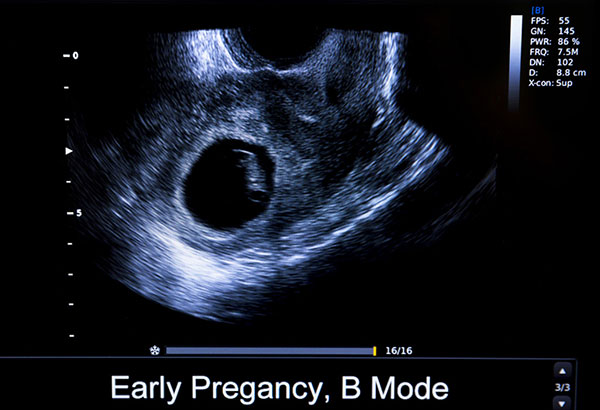 [B]
FPS: 55
GN: 145
PWR: 86 %
FRQ: 7.5M
DN: 102
D: 8.8 cm
X-con: Sup
0
5
16/16
Early Pregancy, B Mode
3/3